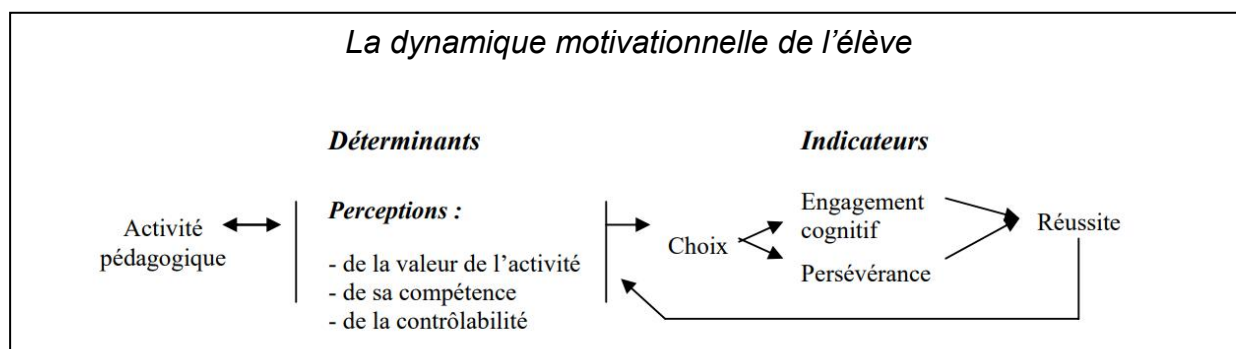 La dynamique motivationnelle de l’élève
Déterminants
Indicateurs
Activité
pédagogique
Perceptions :
- de la valeur de l’activité
- de sa compétence
- de la contrôlabilité
Choix
Engagement
cognitif
Persévérance
Réussite